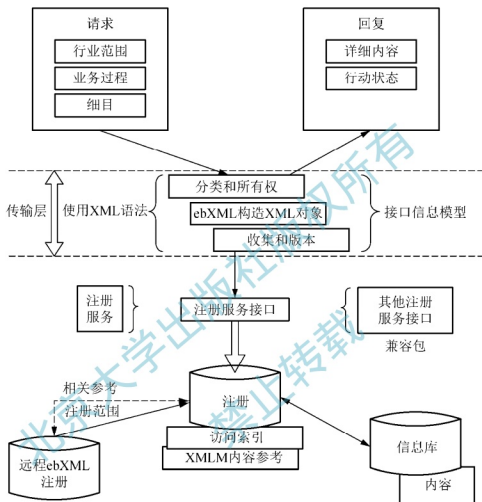 请求
行业范围
业务过程
细目
回复
详细内容
行动状态
传输层
使用XML语法
分类和所有权
ebXML构造XML对象
收集和版本
接口信息模型
注册
服务
注册服务接口
其他注册
服务接口
兼容包
相关参考
注册范围
注册
访问索引
XMLM内容参考
远程ebXML
注册
信息库
内容
北京大学出版社版权所有
禁止转载